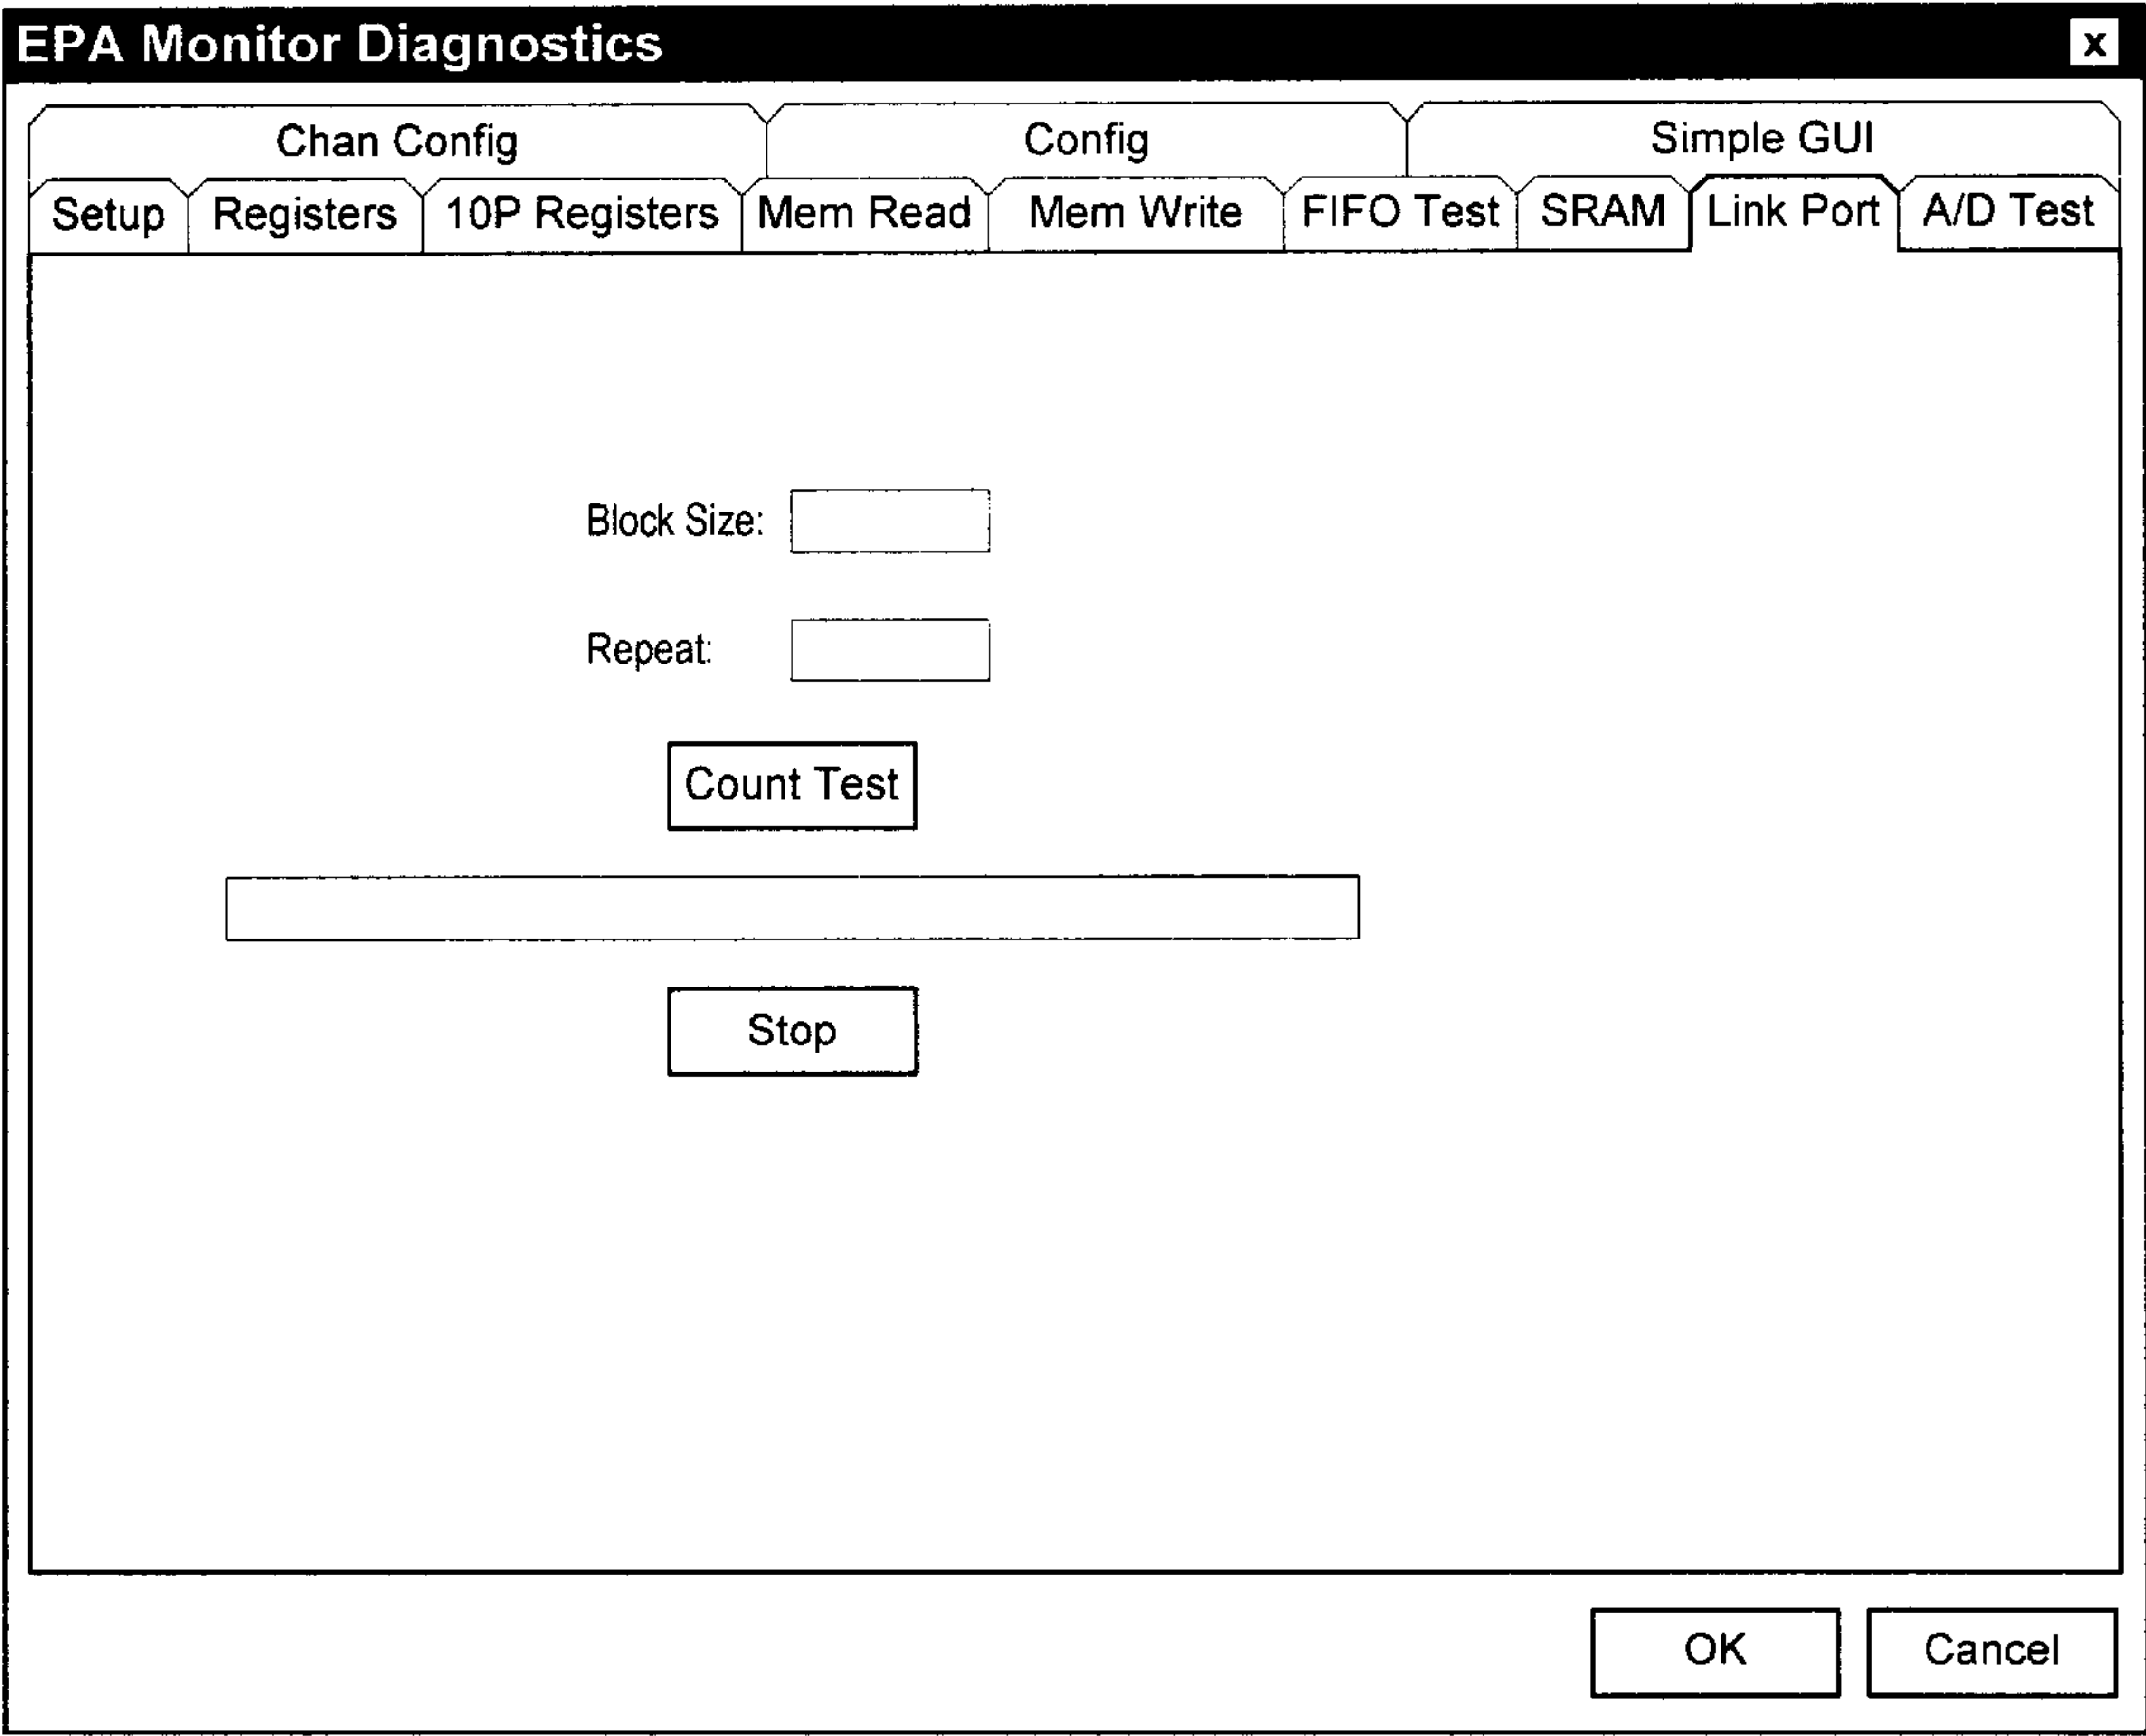 EPA Monitor Diagnostics x
Chan Config Config Simple GUI
Setup Registers 10P Registers Mem Read Mem Write FIFO Test SRAM Link Port A/D Test
Block Size:
Repeat:
Count Test
Stop
OK Cancel